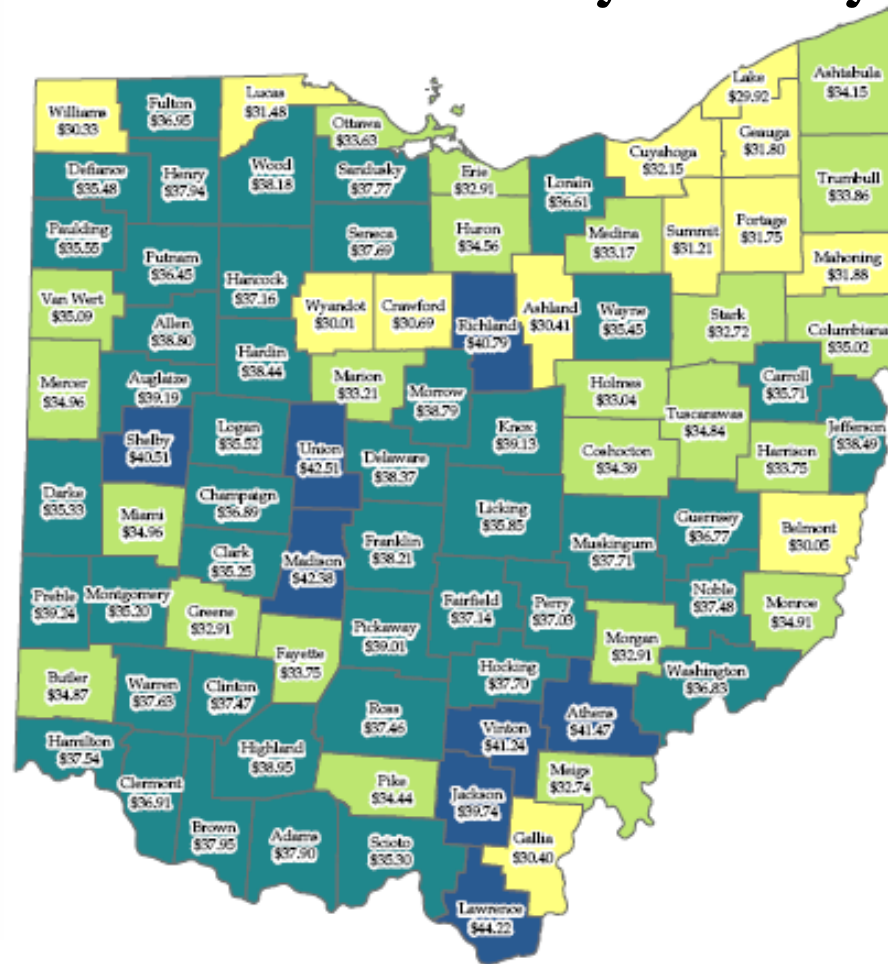 Williams
$30.33
Fulton
$36.95
Lucas
$31.48
Ottawa
$33.63
Lake
$29.92
Ashtabula
$34.15
Geauga
$31.80
Cuyahoga
$32.15
Defiance
$35.48
Henry
$37.94
Wood
$38.18
Sandusky
$37.77
Erie
$32.91
Lorain
$36.61
Trumbull
$33.86
Paulding
$35.55
Putnam
$36.45
Hancock
$37.16
Seneca
$37.69
Huron
$34.56
Medina
$33.17
Summit
$31.21
Portage
$31.75
Mahoning
$31.88
Van Wert
$35.09
Allen
$38.80
Wyandot
$30.01
Crawford
$30.69
Richland
$40.79
Ashland
$30.41
Wayne
$35.45
Stark
$32.72
Columbiana
$35.02
Mercer
$34.96
Auglaize
$39.19
Hardin
$38.44
Marion
$33.21
Morrow
$38.79
Holmes
$33.04
Tuscarawas
$34.84
Carroll
$35.71
Jefferson
$38.49
Shelby
$40.51
Logan
$35.52
Union
$42.51
Delaware
$38.37
Knox
$39.13
Coshocton
$34.39
Harrison
$33.75
Darke
$35.33
Miami
$34.96
Champaign
$36.89
Clark
$35.25
Madison
$42.38
Franklin
$38.21
Licking
$35.85
Muskingum
$37.71
Guernsey
$36.77
Belmont
$30.05
Preble
$39.24
Montgomery
$35.20
Greene
$32.91
Fayette
$33.75
Pickaway
$39.01
Fairfield
$37.14
Perry
$37.03
Morgan
$32.91
Noble
$37.48
Monroe
$34.91
Butler
$34.87
Warren
$37.63
Clinton
$37.47
Ross
$37.46
Hocking
$37.70
Athens
$41.47
Washington
$36.83
Hamilton
$37.54
Clermont
$36.91
Highland
$38.95
Pike
$34.44
Vinton
$41.24
Jackson
$39.74
Meigs
$32.74
Brown
$37.95
Adams
$37.90
Scioto
$35.30
Gallia
$30.40
Lawrence
$44.22